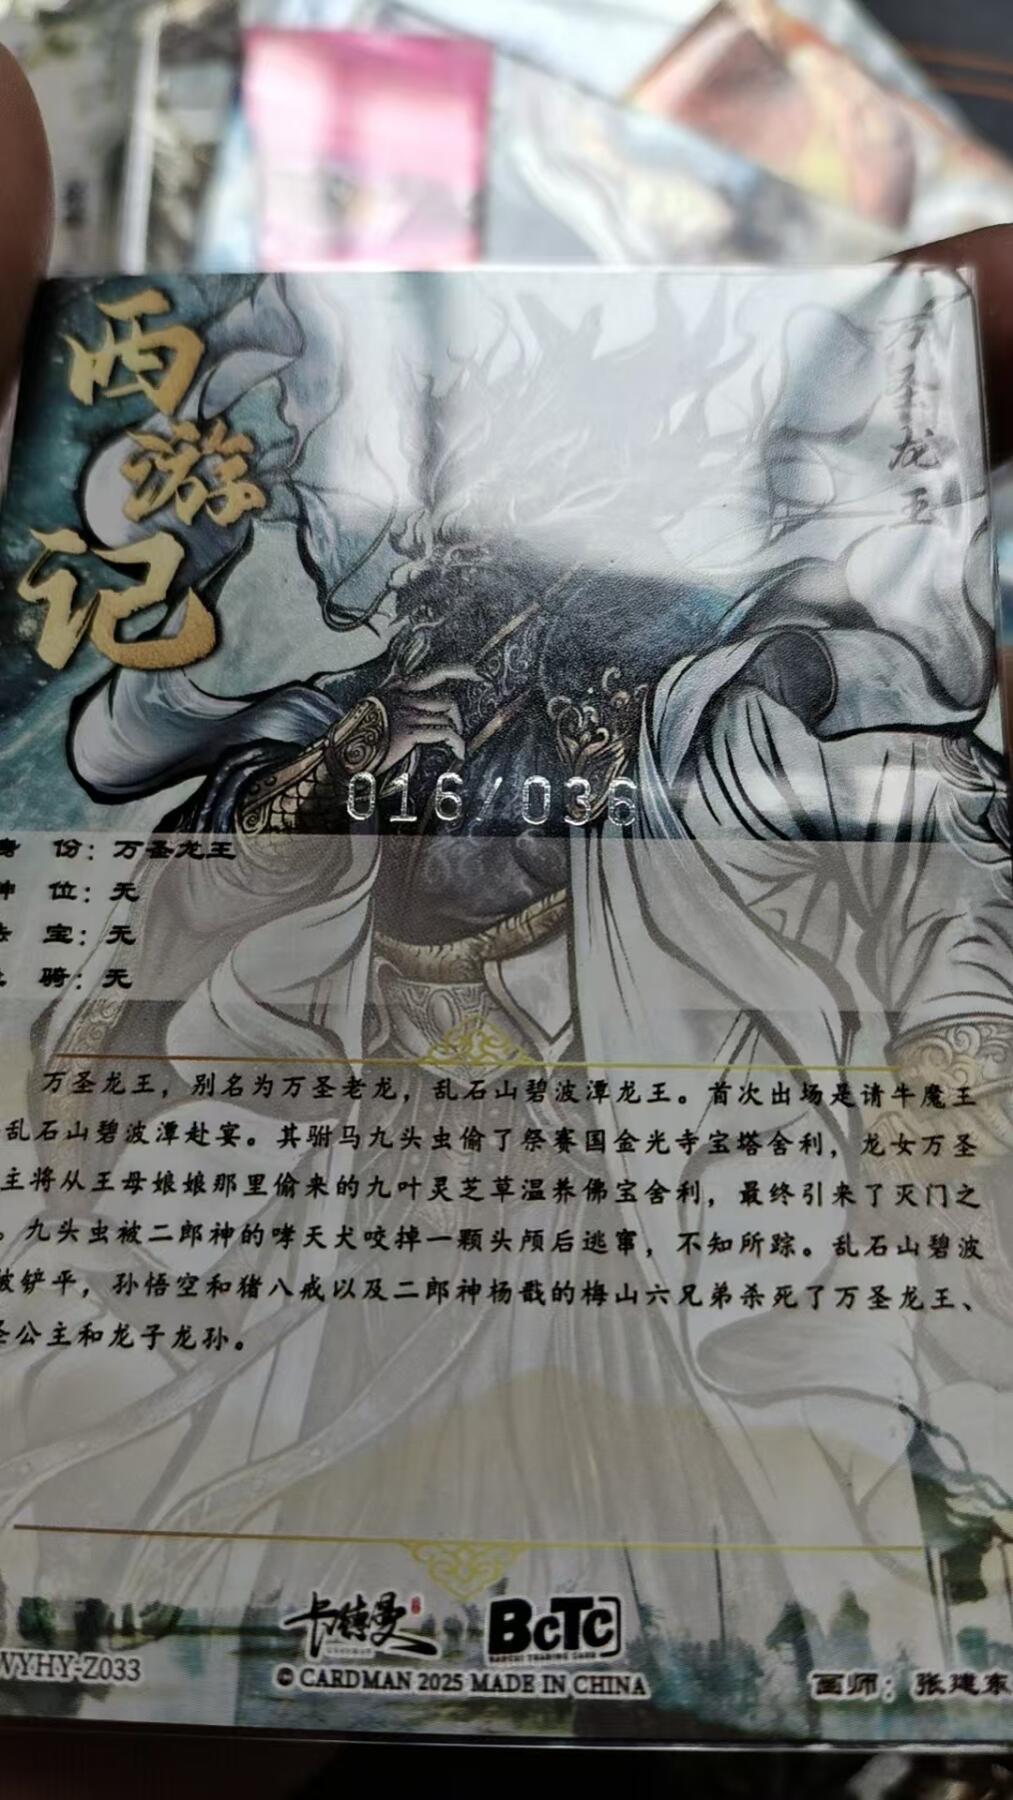 西游记
万圣龙王
016/036
份：万圣龙王
位：无
宝：无
骑：无
万圣龙王，别名为万圣老龙，乱石山碧波潭龙王。首次出场是请牛魔王
乱石山碧波潭赴宴。其驸马九头虫偷了祭赛国金光寺宝塔舍利，龙女万圣
主将从王母娘娘那里偷来的九叶灵芝草温养佛宝舍利，最终引来了灭门之
。九头虫被二郎神的哮天犬咬掉一颗头颅后逃窜，不知所踪。乱石山碧波
被铲平，孙悟空和猪八戒以及二郎神杨戬的梅山六兄弟杀死了万圣龙王、
圣公主和龙子龙孙。
卡德曼 BCTC
© CARDMAN 2025 MADE IN CHINA
WYHY-Z033
画师：张建东